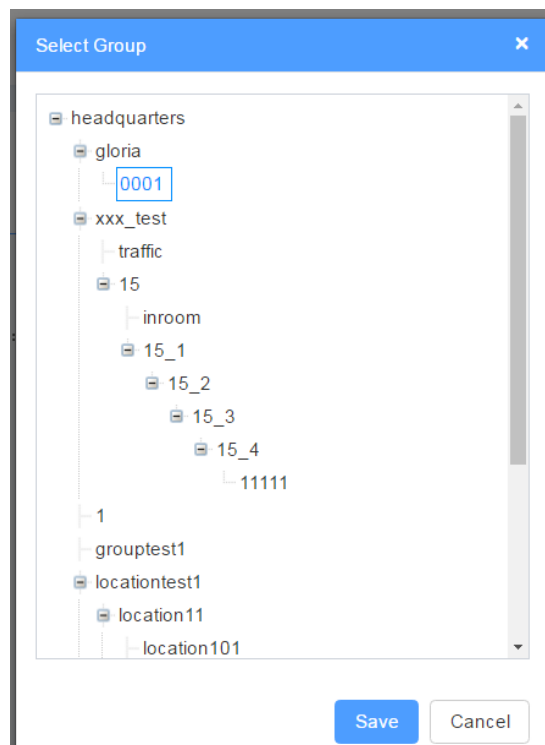 Select Group
headquarters
gloria
0001
xxx_test
traffic
15
inroom
15_1
15_2
15_3
15_4
11111
1
grouptest1
locationtest1
location11
location101
Save Cancel